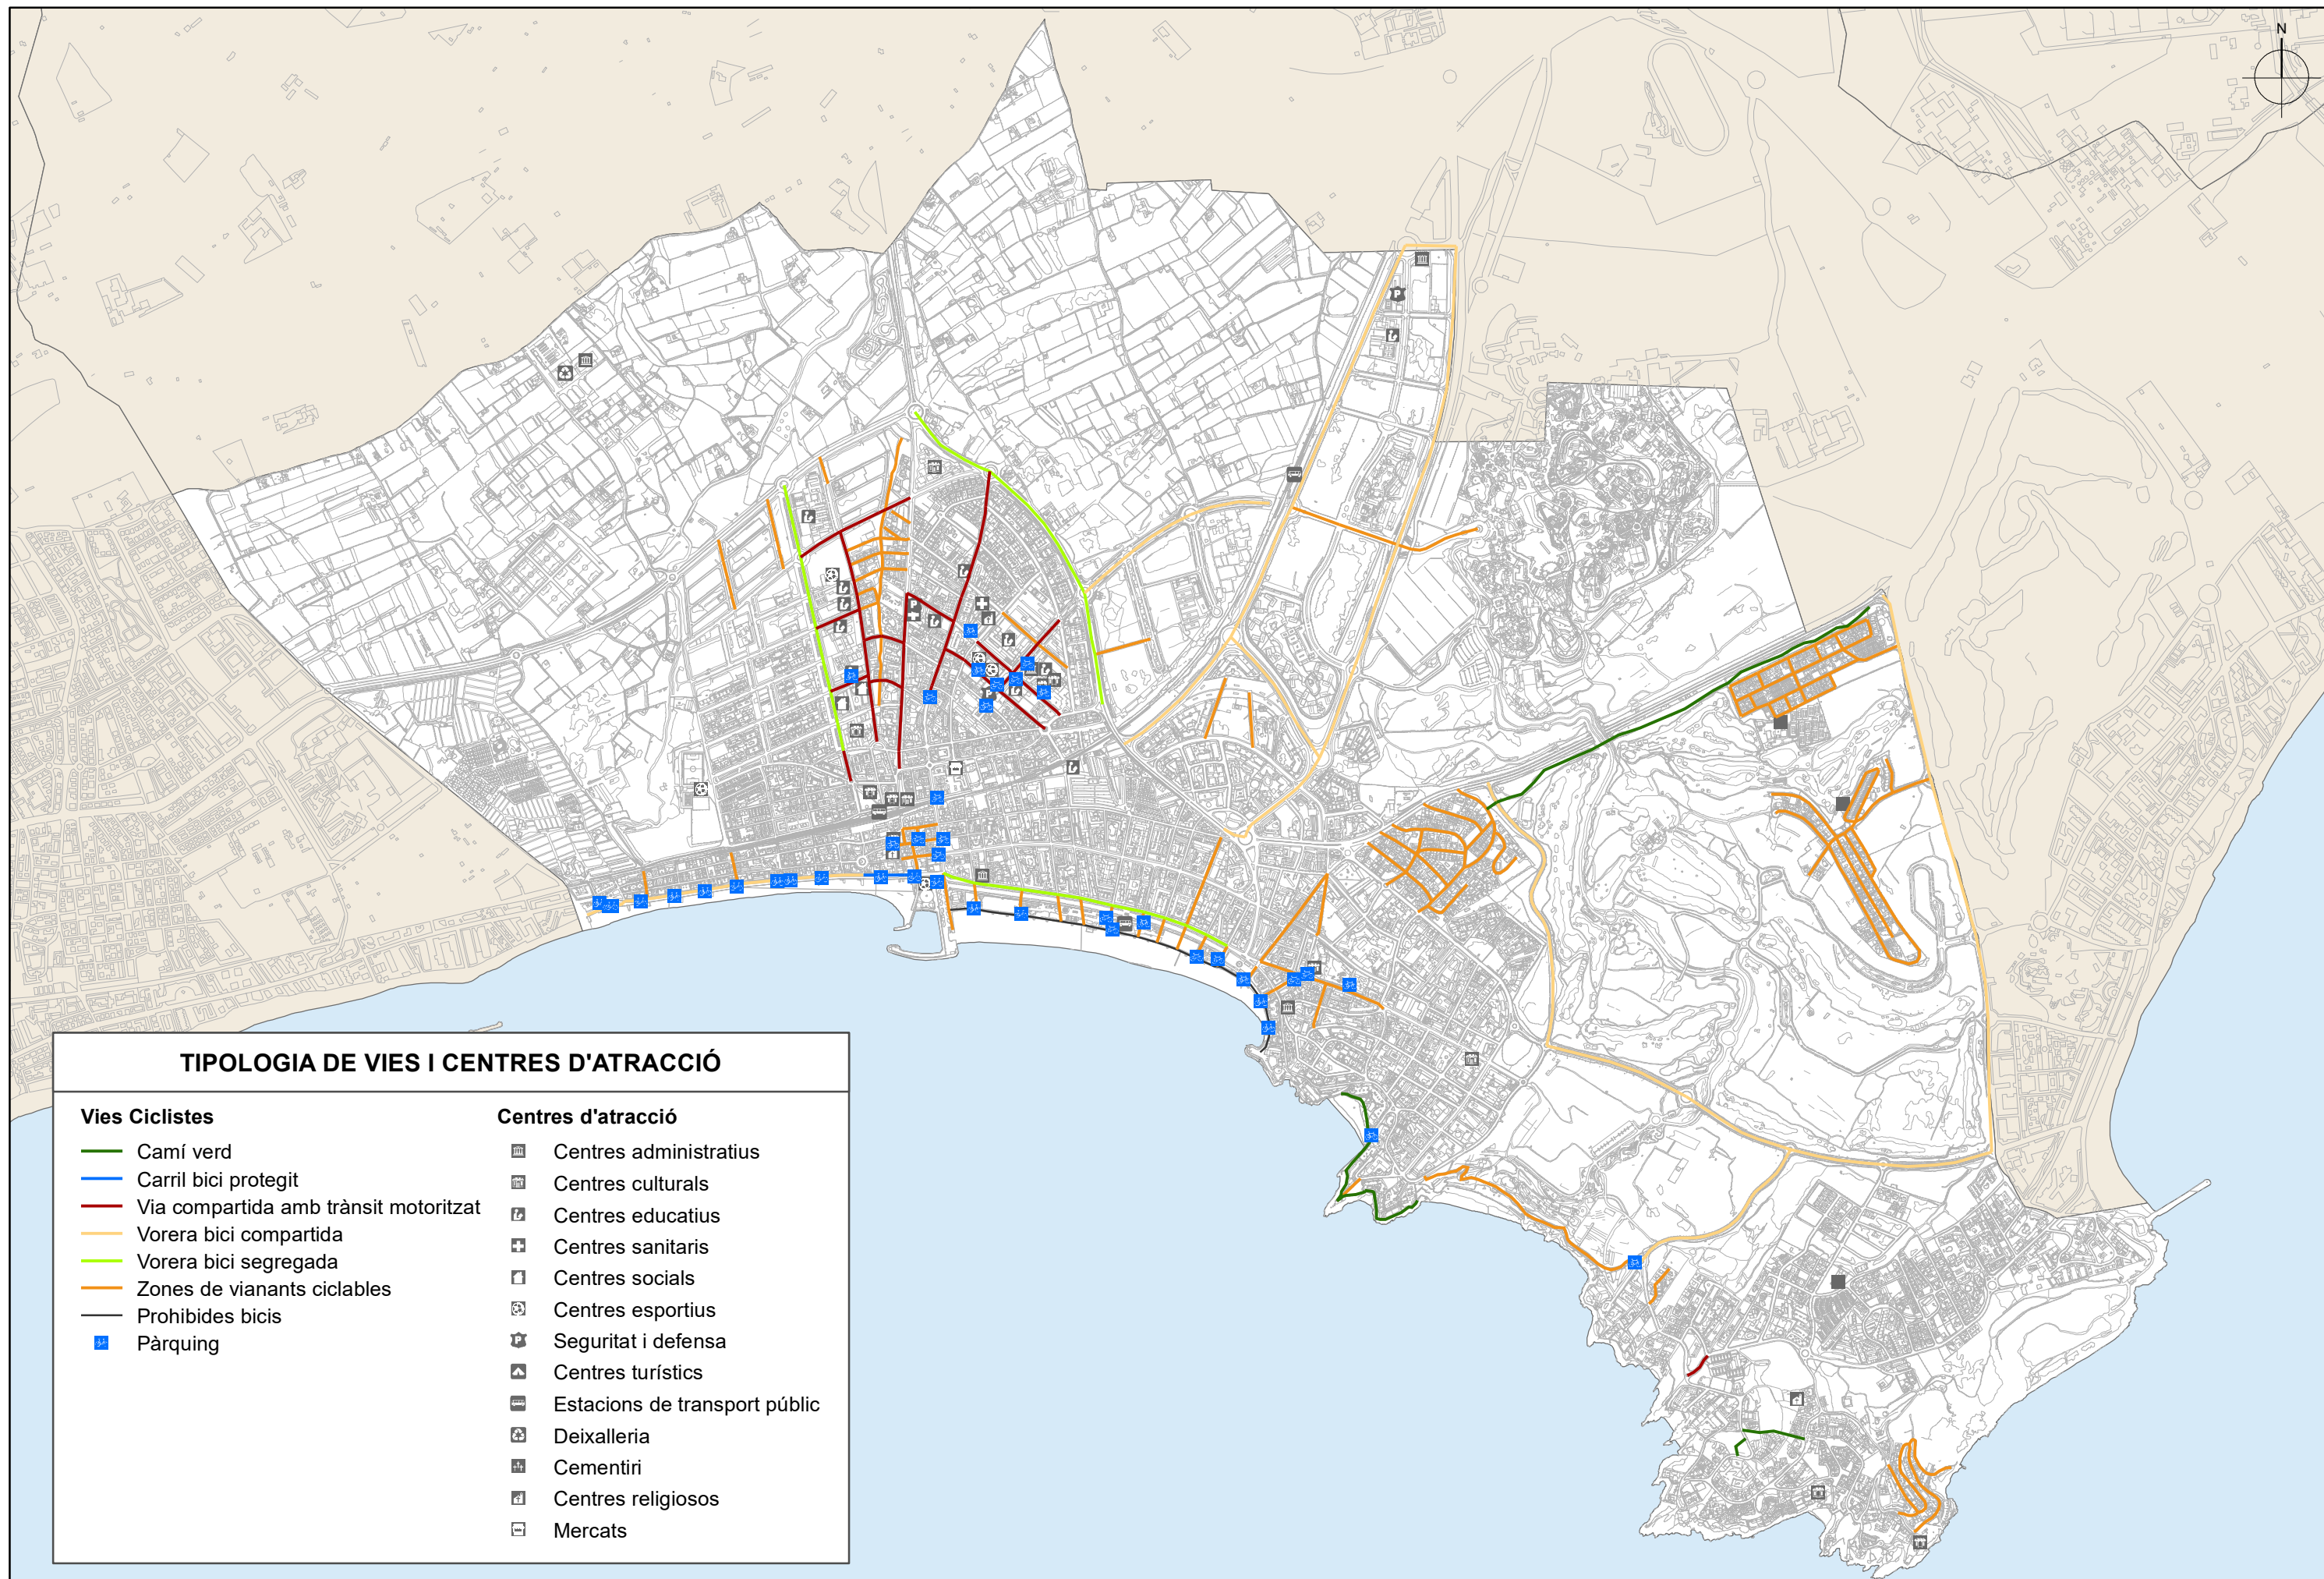 N
TIPOLOGIA DE VIES I CENTRES D'ATRACCIÓ
Vies Ciclistes
Camí verd
Carril bici protegit
Via compartida amb trànsit motoritzat
Vorera bici compartida
Vorera bici segregada
Zones de vianants ciclables
Prohibides bicis
Pàrquing
Centres d'atracció
Centres administratius
Centres culturals
Centres educatius
Centres sanitaris
Centres socials
Centres esportius
Seguritat i defensa
Centres turístics
Estacions de transport públic
Deixalleria
Cementiri
Centres religiosos
Mercats